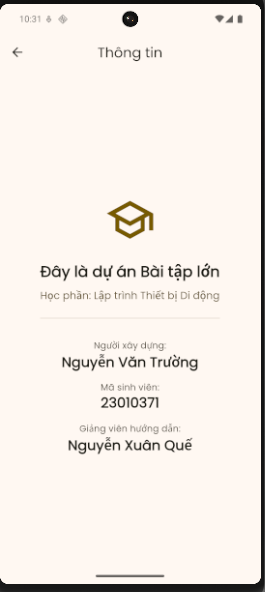 10:31
Thông tin
Đây là dự án Bài tập lớn
Học phần: Lập trình Thiết bị Di động
Người xây dựng:
Nguyễn Văn Trường
Mã sinh viên:
23010371
Giảng viên hướng dẫn:
Nguyễn Xuân Quế